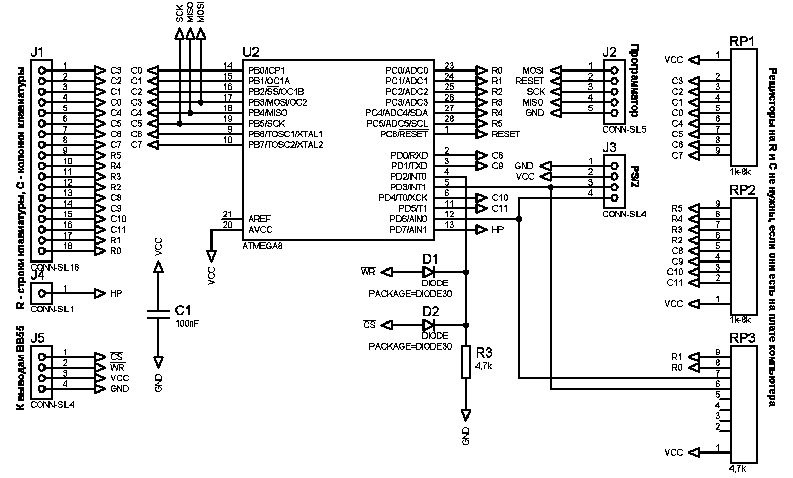 SCK
MISO
MOSI
J1
1 C3
2 C2
3 C1
4 C0
5 C4
6 C5
7 C6
8 C7
9 R5
10 R4
11 R3
12 R2
13 C8
14 C9
15 C10
16 C11
17 R1
18 R0
CONN-SL18
R - строки клавиатуры, C - колонки клавиатуры
J4
1 HP
CONN-SL1
J5
1 CS
2 WR
3 VCC
4 GND
CONN-SL4
К выводам ВВ55
U2
C0 14 PB0/ICP1
C1 15 PB1/OC1A
C2 16 PB2/SS/OC1B
C3 17 PB3/MOSI/OC2
C4 18 PB4/MISO
C5 19 PB5/SCK
C6 9 PB6/TOSC1/XTAL1
C7 10 PB7/TOSC2/XTAL2
21 AREF
20 AVCC
VCC
PC0/ADC0 23 R0
PC1/ADC1 24 R1
PC2/ADC2 25 R2
PC3/ADC3 26 R3
PC4/ADC4/SDA 27 R4
PC5/ADC5/SCL 28 R5
PC6/RESET 1 RESET
PD0/RXD 2 C8
PD1/TXD 3 C9
PD2/INT0 4
PD3/INT1 5
PD4/T0/XCK 6 C10
PD5/T1 11 C11
PD6/AIN0 12
PD7/AIN1 13 HP
ATMEGA8
VCC
C1
100nF
GND
D1
WR
DIODE
PACKAGE=DIODE30
D2
CS
DIODE
PACKAGE=DIODE30
R3
4,7k
GND
J2
MOSI 1
RESET 2
SCK 3
MISO 4
GND 5
CONN-SL5
Програматор
J3
GND 1
VCC 2
3
4
CONN-SL4
PS/2
RP1
VCC 1
C3 2
C2 3
C1 4
C0 5
C4 6
C5 7
C6 8
C7 9
1k-8k
RP2
R5 9
R4 8
R3 7
R2 6
C8 5
C9 4
C10 3
C11 2
VCC 1
1k-8k
RP3
R1 9
R0 8
7
6
5
4
3
2
VCC 1
4,7k
Резисторы на R и C не нужны, если они есть на плате компьютера